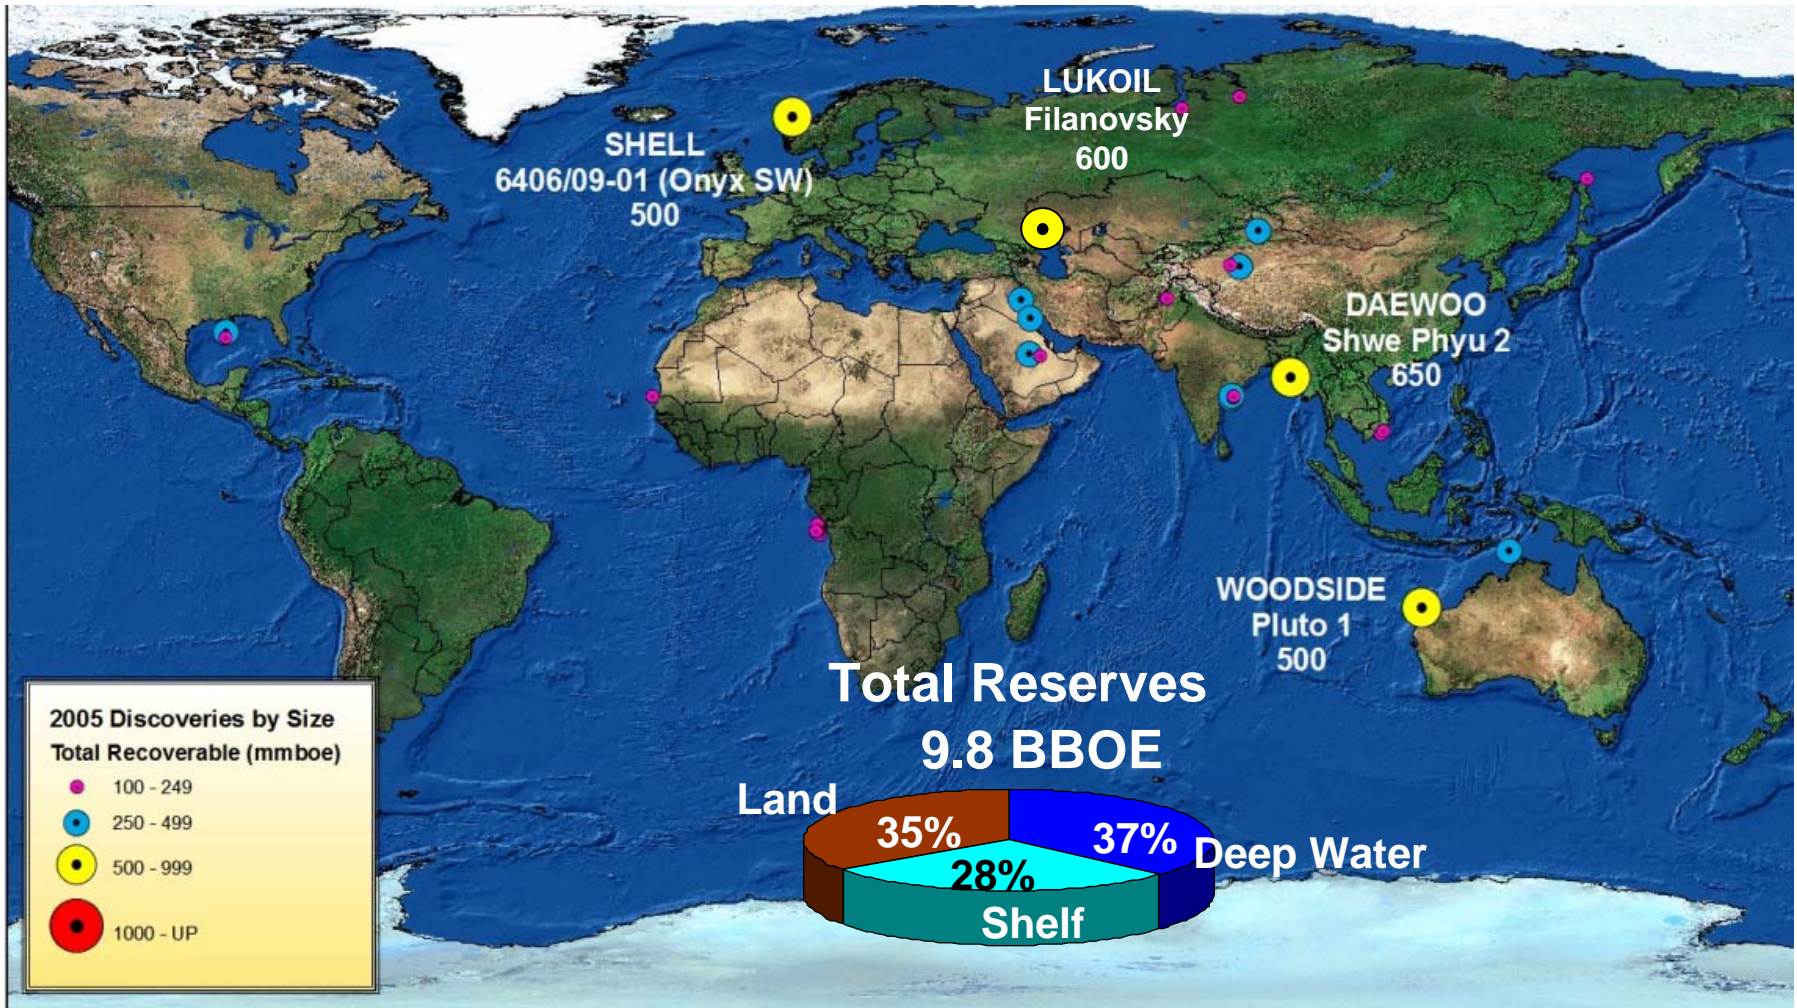 LUKOIL
Filanovsky
600
SHELL
6406/09-01 (Onyx SW)
500
DAEWOO
Shwe Phyu 2
650
WOODSIDE
Pluto 1
500
Total Reserves
9.8 BBOE
Land
35%
37%
Deep Water
28%
Shelf
2005 Discoveries by Size
Total Recoverable (mmboe)
100 - 249
250 - 499
500 - 999
1000 - UP